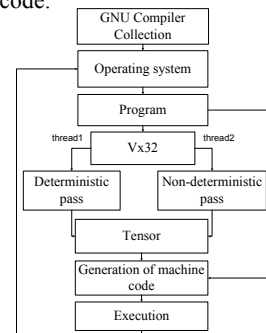 code.
GNU Compiler
Collection
Operating system
Program
thread1
thread2
Vx32
Deterministic
pass
Non-deterministic
pass
Tensor
Generation of machine
code
Execution